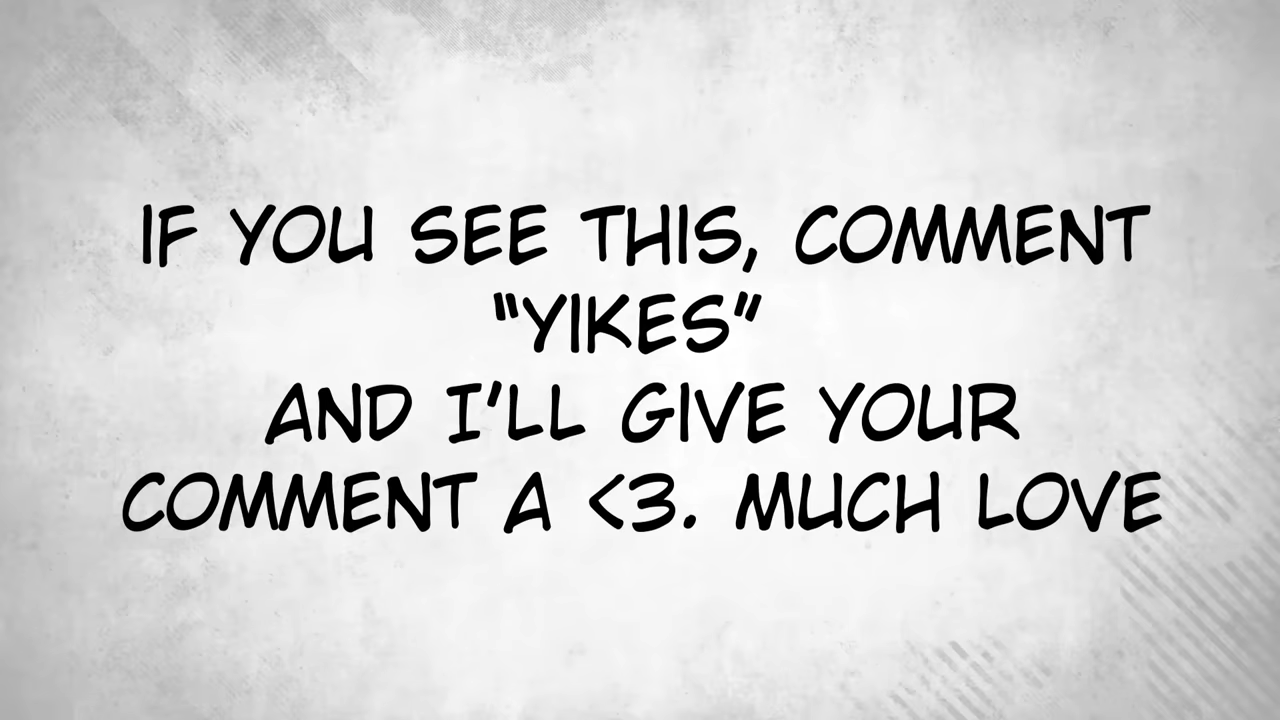 IF YOU SEE THIS, COMMENT
"YIKES"
AND I'LL GIVE YOUR
COMMENT A <3. MUCH LOVE